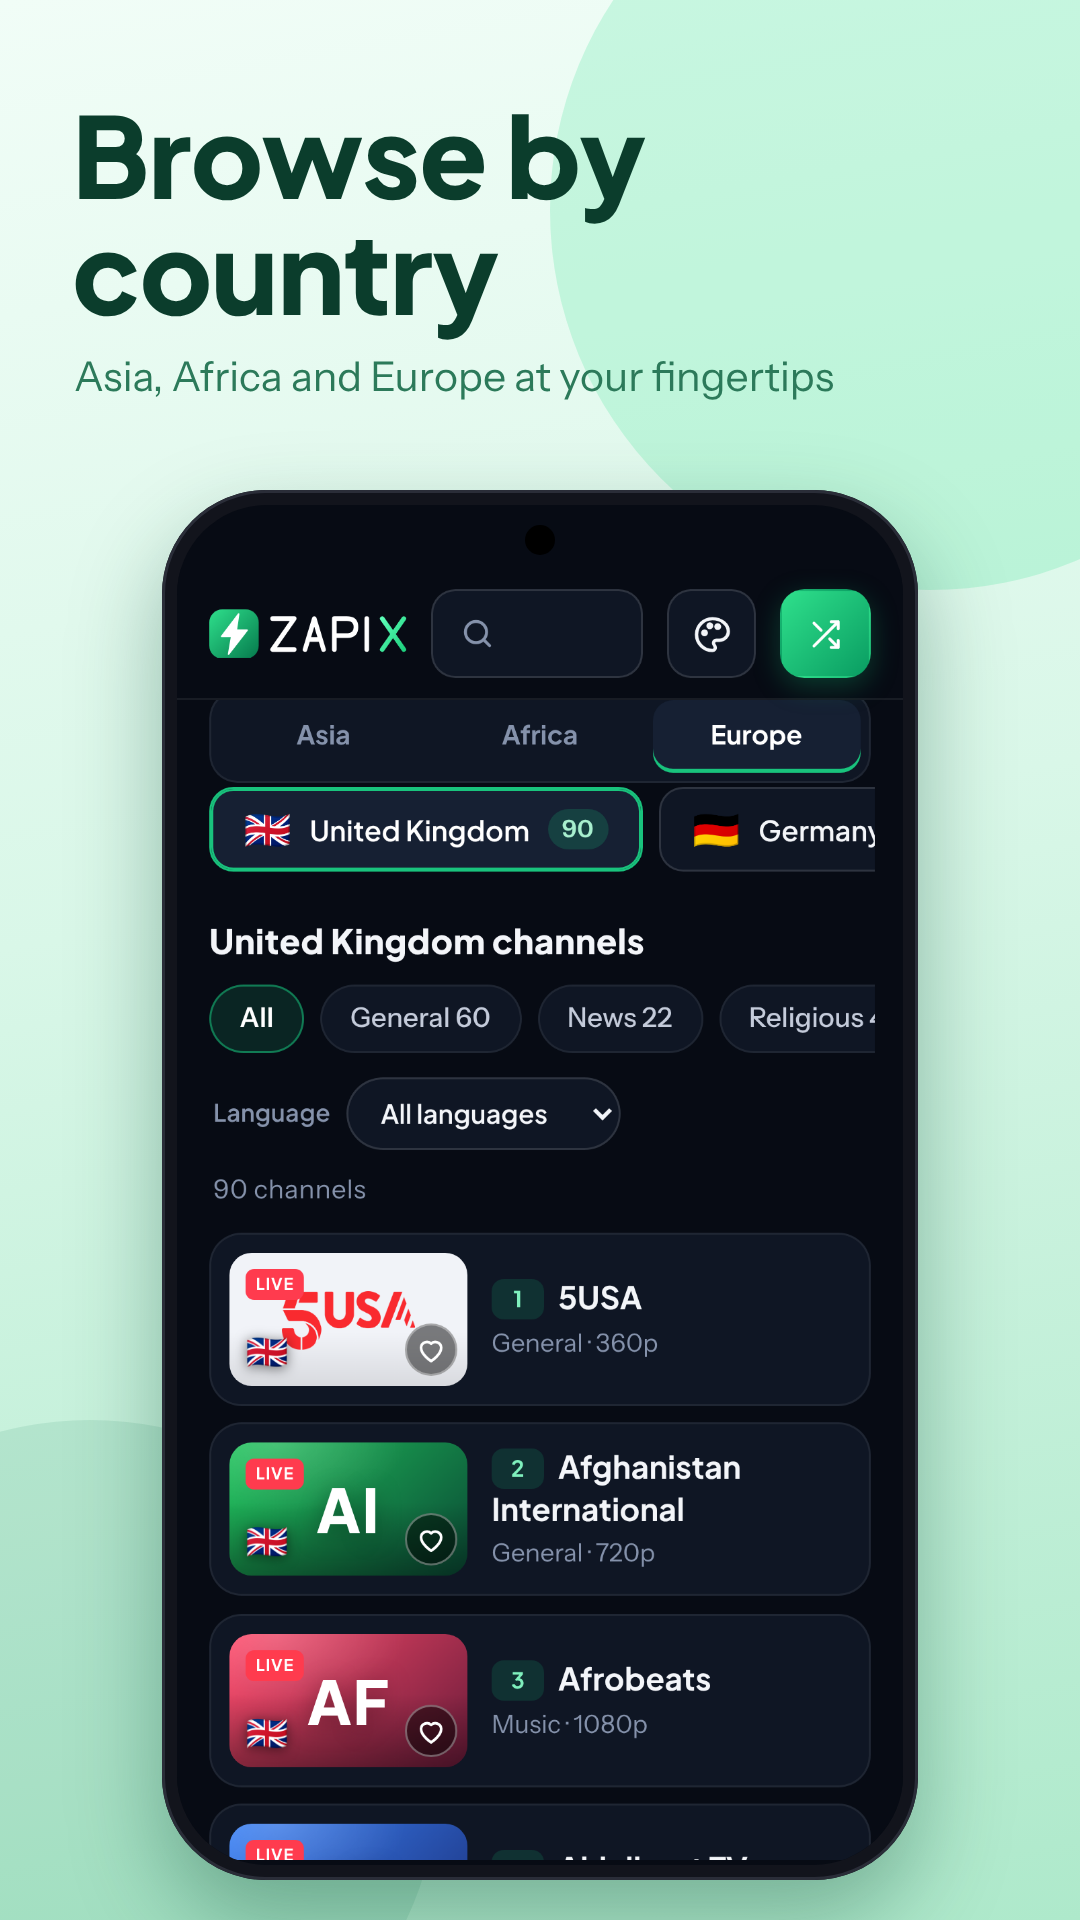 Browse by
country
Asia, Africa and Europe at your fingertips
ZAPIX
Asia Africa Europe
United Kingdom 90 Germany
United Kingdom channels
All General 60 News 22 Religious
Language All languages
90 channels
LIVE
5USA
1 5USA
General · 360p
LIVE
AI
2 Afghanistan
International
General · 720p
LIVE
AF
3 Afrobeats
Music · 1080p
LIVE